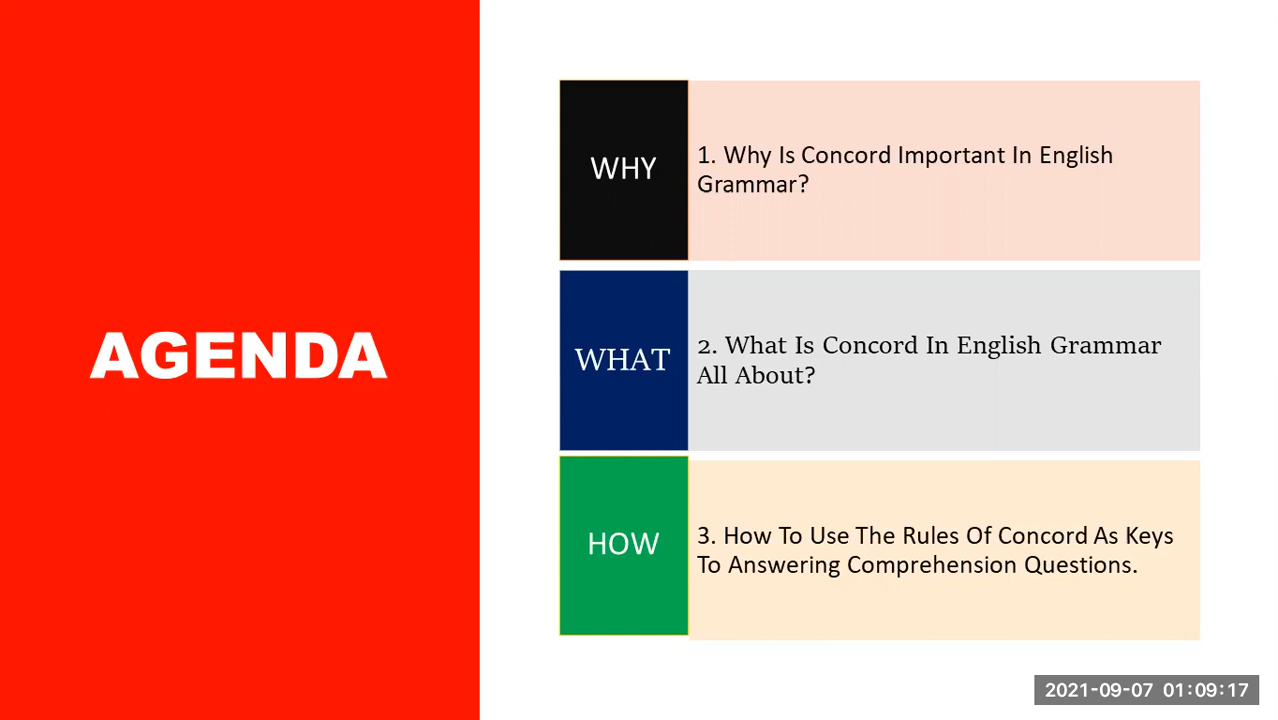 AGENDA
WHY
1. Why Is Concord Important In English
Grammar?
WHAT
2. What Is Concord In English Grammar
All About?
HOW
3. How To Use The Rules Of Concord As Keys
To Answering Comprehension Questions.
2021-09-07 01:09:17